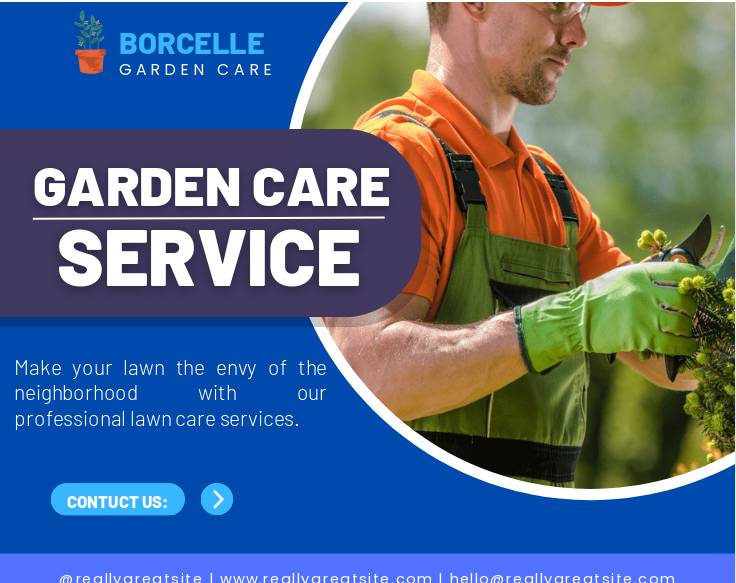 BORCELLE
GARDEN CARE
GARDEN CARE
SERVICE
Make your lawn the envy of the
neighborhood with our
professional lawn care services.
CONTUCT US:
@reallygreatsite | www.reallygreatsite.com | hello@reallygreatsite.com